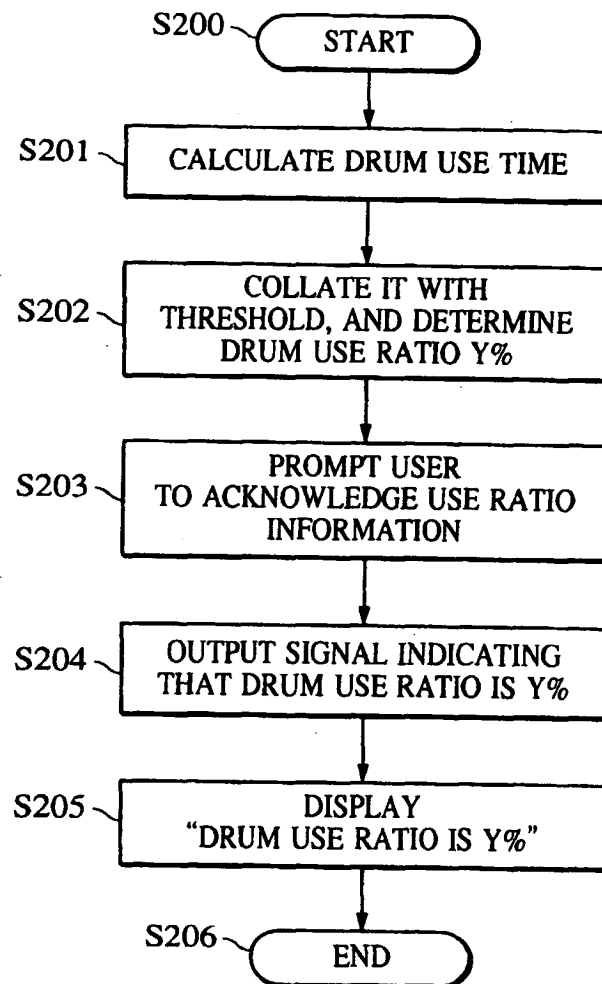 S200
START
S201
CALCULATE DRUM USE TIME
S202
COLLATE IT WITH
THRESHOLD, AND DETERMINE
DRUM USE RATIO Y%
S203
PROMPT USER
TO ACKNOWLEDGE USE RATIO
INFORMATION
S204
OUTPUT SIGNAL INDICATING
THAT DRUM USE RATIO IS Y%
S205
DISPLAY
“DRUM USE RATIO IS Y%”
S206
END